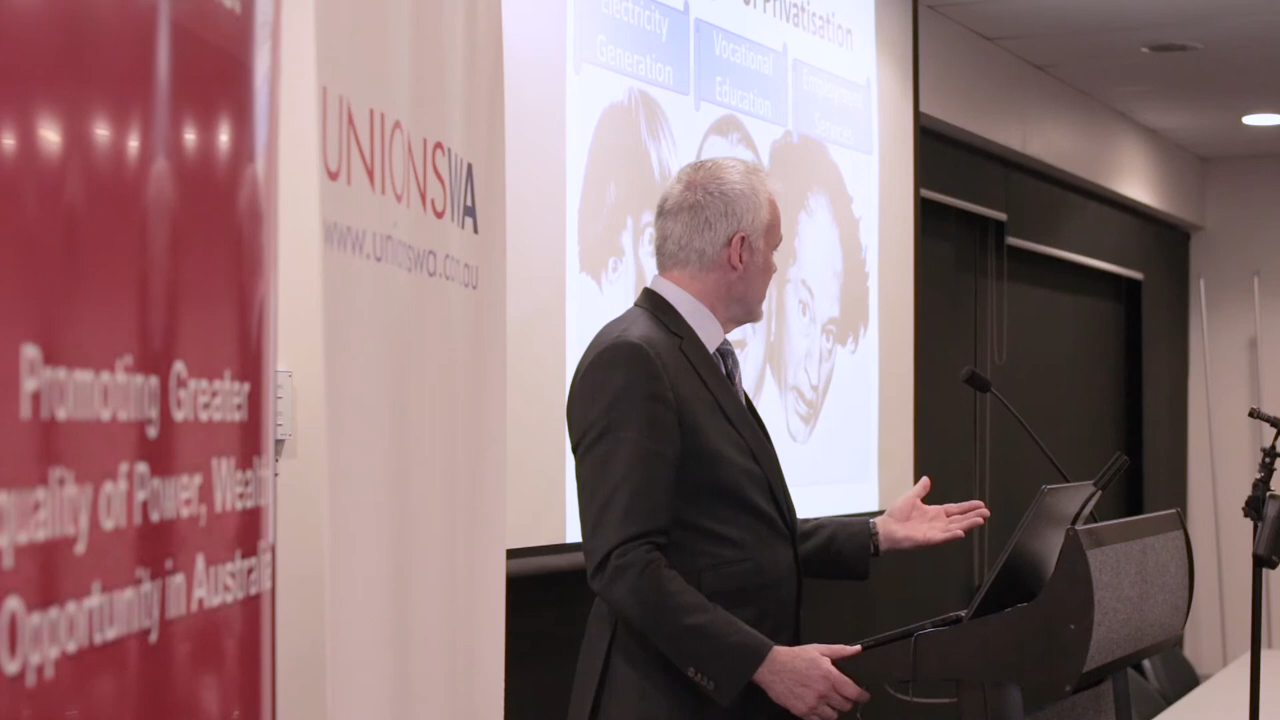 Promoting Greater
quality of Power, Wealt
Opportunity in Australia
UNIONSWA
www.unionswa.com.au
of Privatisation
Electricity
Generation
Vocational
Education
Employment
Services